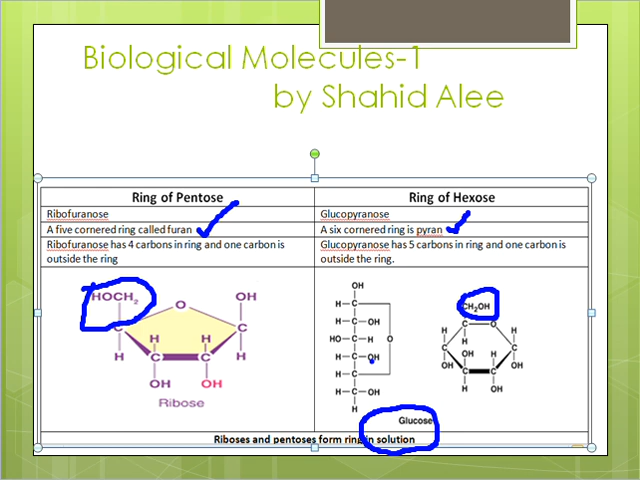 Biological Molecules-1
by Shahid Alee
Ring of Pentose
Ring of Hexose
Ribofuranose
Glucopyranose
A five cornered ring called furan
A six cornered ring is pyran
Ribofuranose has 4 carbons in ring and one carbon is
outside the ring
Glucopyranose has 5 carbons in ring and one carbon is
outside the ring.
HOCH₂ O OH
C C
H H H H
C C
OH OH
Ribose
OH
H-C
H-C-OH
HO-C-H O
H-C-OH
H-C
H-C-OH
H
CH₂OH
C O
H H H
C C
OH OH H OH
C C
H OH
Glucose
Riboses and pentoses form ring in solution